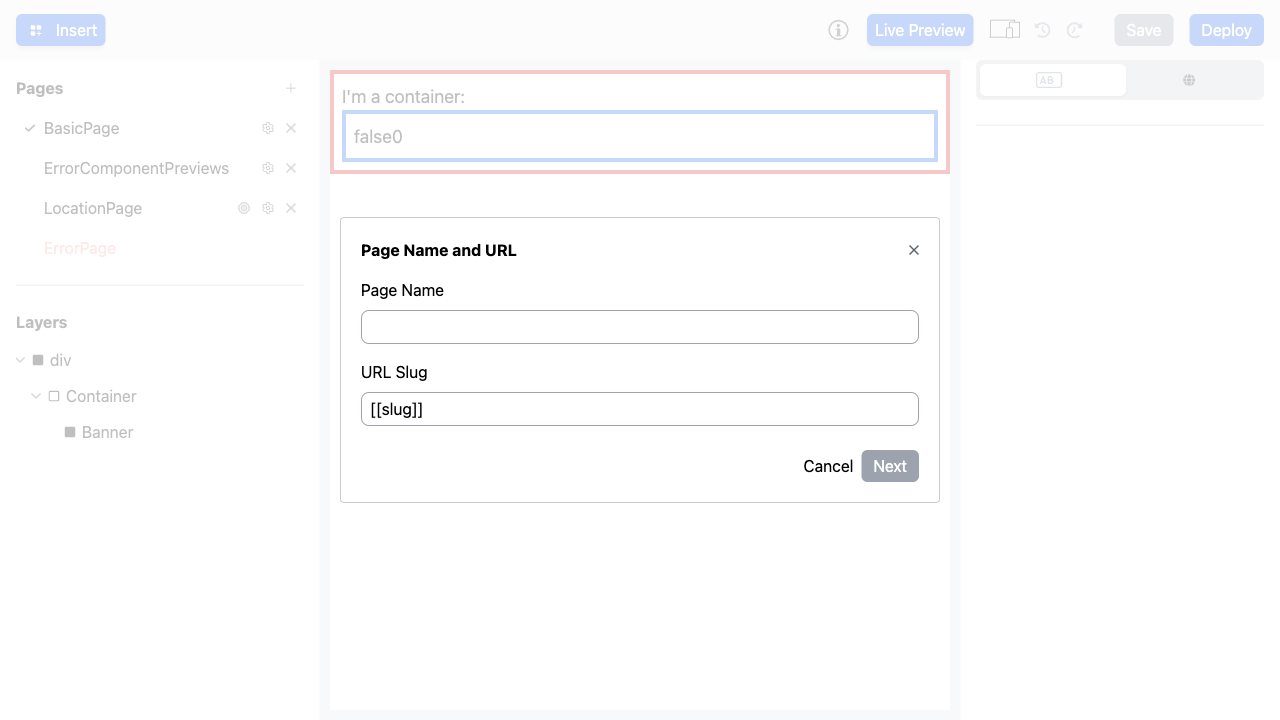 Insert
Live Preview
Save
Deploy
Pages
BasicPage
ErrorComponentPreviews
LocationPage
ErrorPage
Layers
div
Container
Banner
I'm a container:
false0
Page Name and URL
Page Name
URL Slug
[[slug]]
Cancel
Next
AB